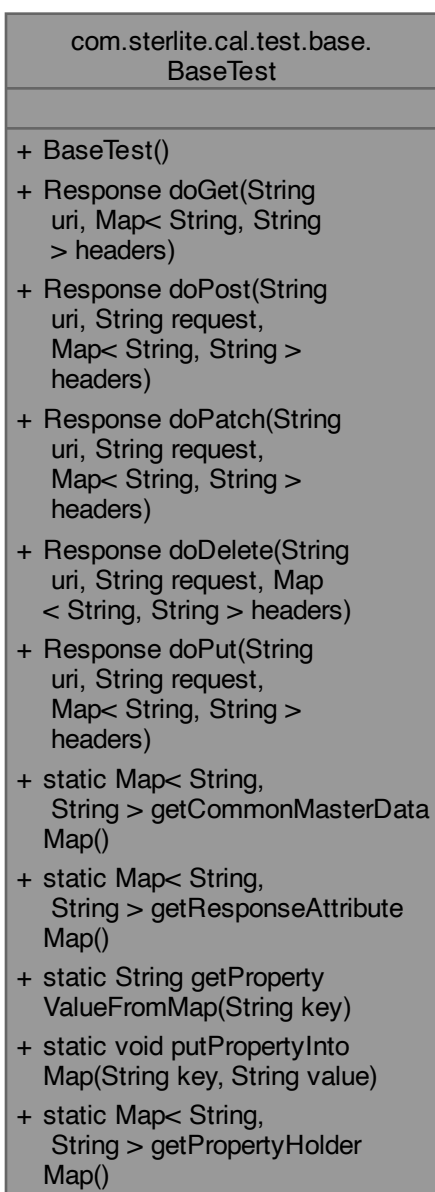 com.sterlite.cal.test.base.
BaseTest
+ BaseTest()
+ Response doGet(String
uri, Map< String, String
> headers)
+ Response doPost(String
uri, String request,
Map< String, String >
headers)
+ Response doPatch(String
uri, String request,
Map< String, String >
headers)
+ Response doDelete(String
uri, String request, Map
< String, String > headers)
+ Response doPut(String
uri, String request,
Map< String, String >
headers)
+ static Map< String,
String > getCommonMasterData
Map()
+ static Map< String,
String > getResponseAttribute
Map()
+ static String getProperty
ValueFromMap(String key)
+ static void putPropertyInto
Map(String key, String value)
+ static Map< String,
String > getPropertyHolder
Map()